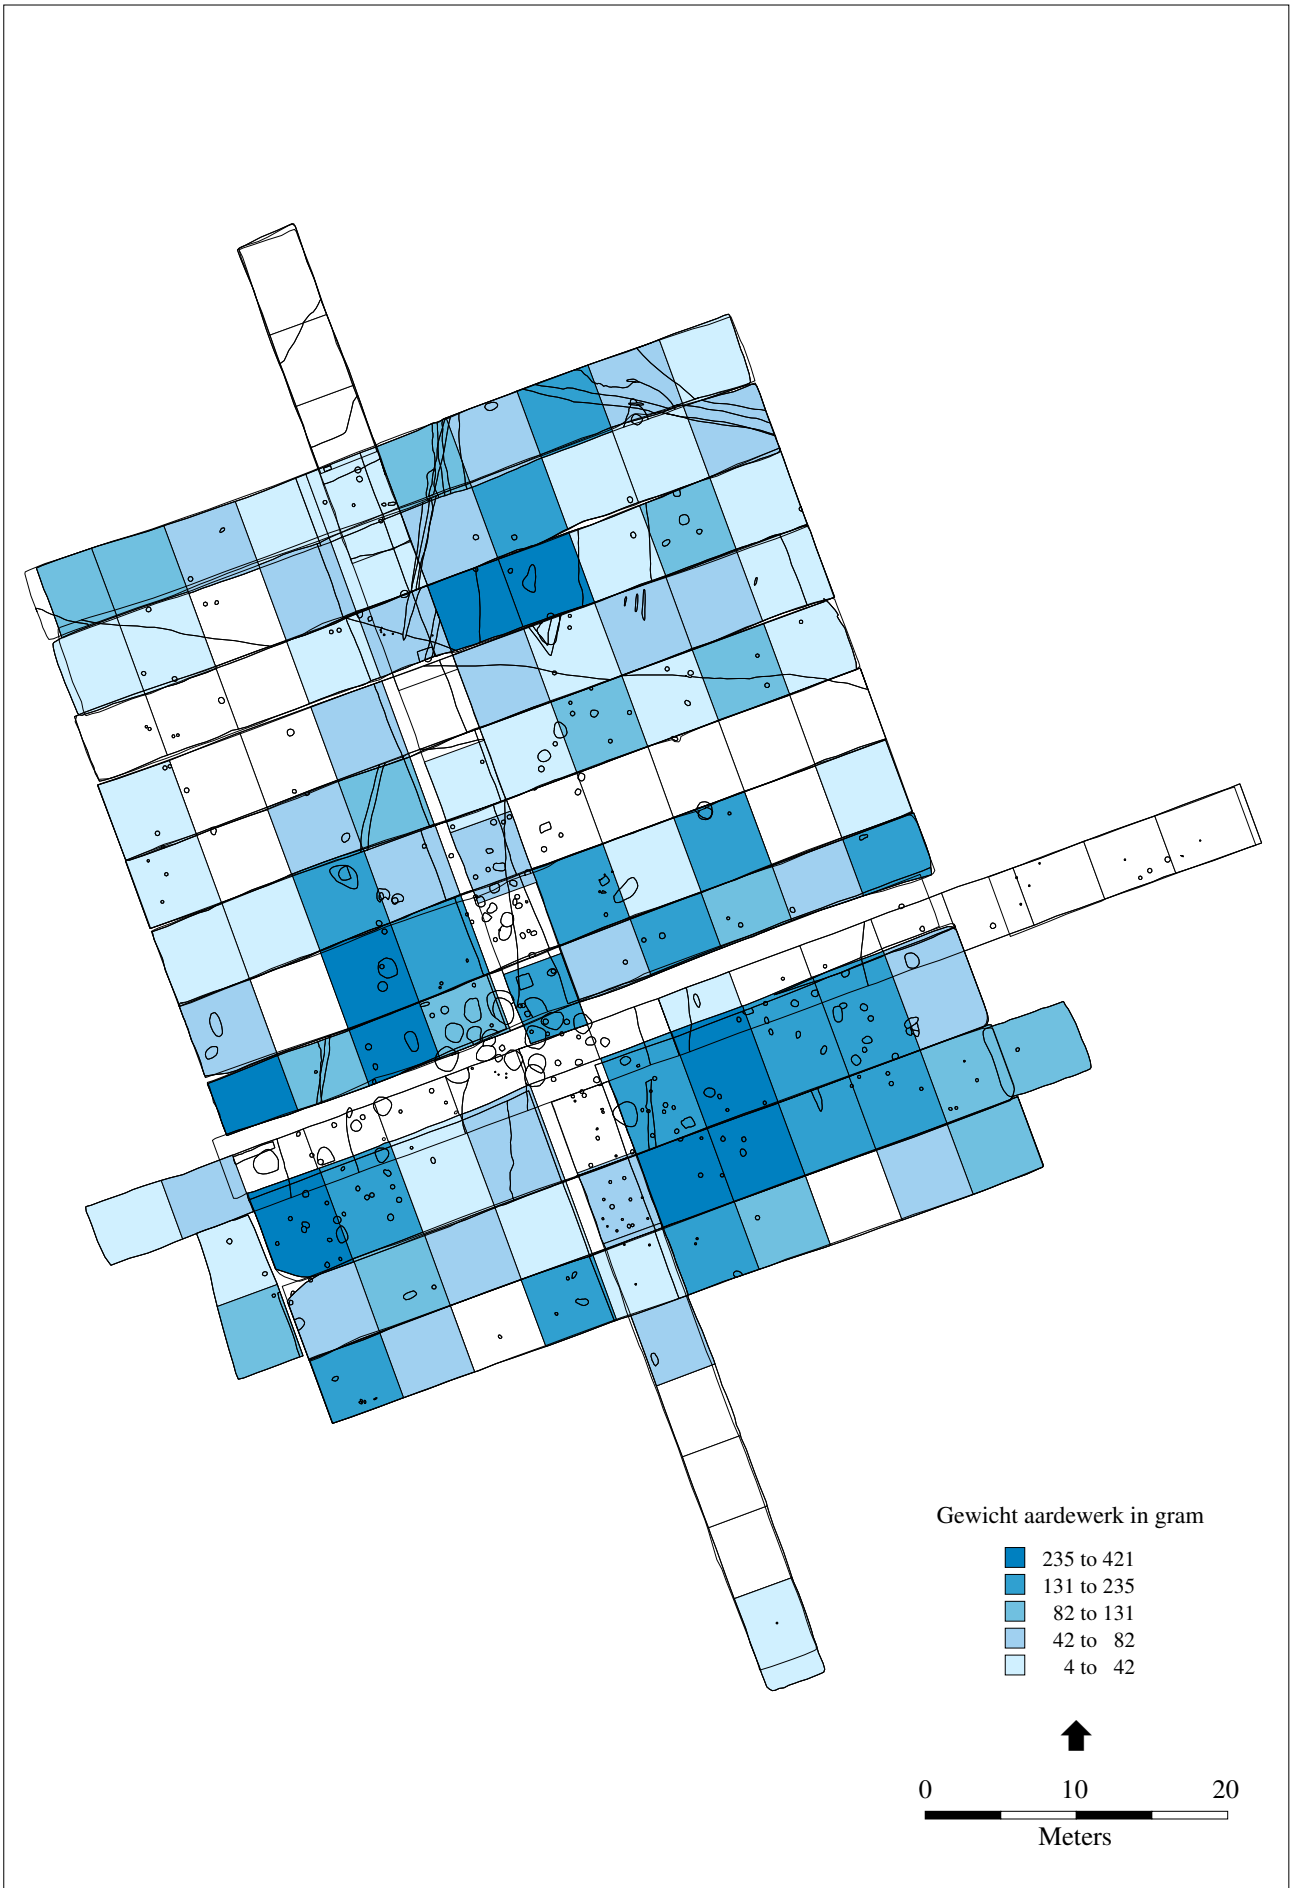 Gewicht aardewerk in gram
235 to 421
131 to 235
82 to 131
42 to 82
4 to 42
0 10 20
Meters